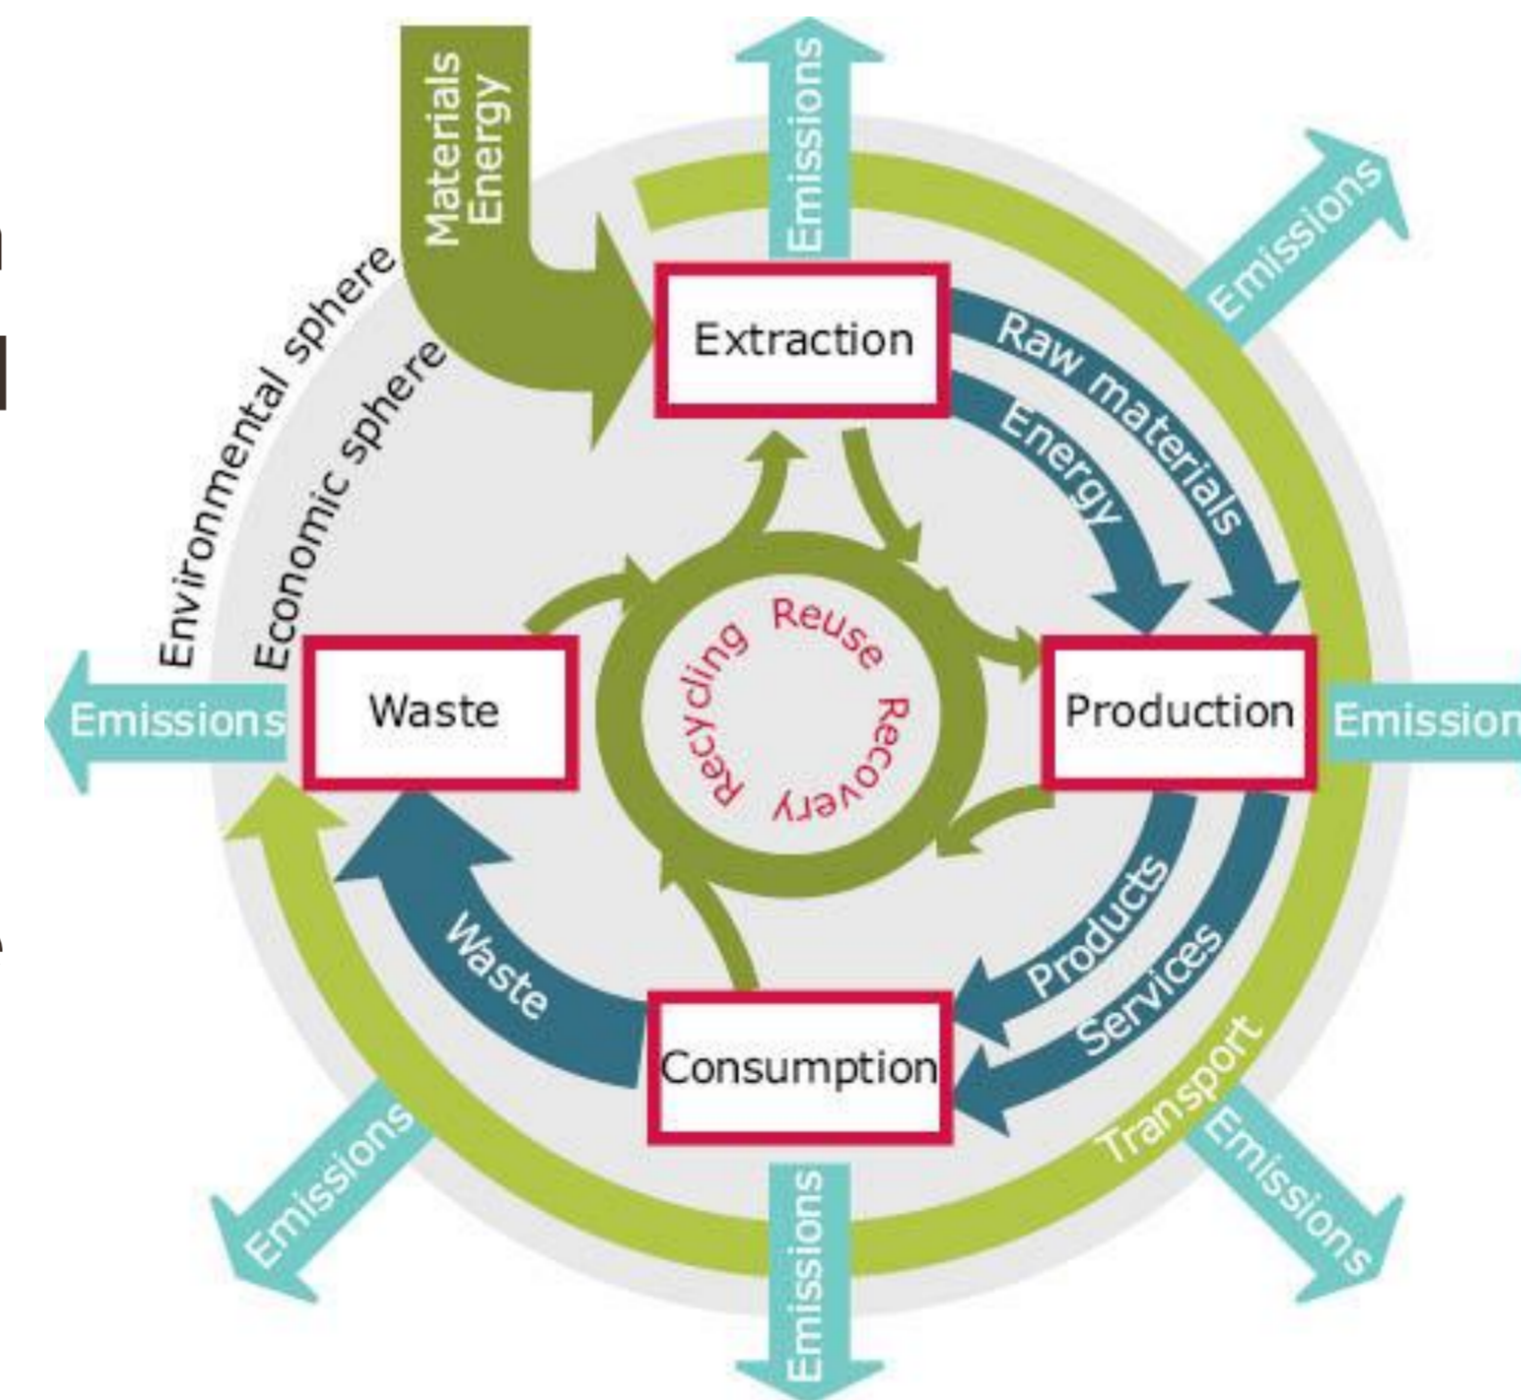 Materials
Energy
Emissions
Emissions
Environmental sphere
Economic sphere
Extraction
Raw materials
Energy
Reuse
Recovery
Recycling
Emissions
Waste
Production
Emission
Waste
Products
Services
Consumption
Transport
Emissions
Emissions
Emissions